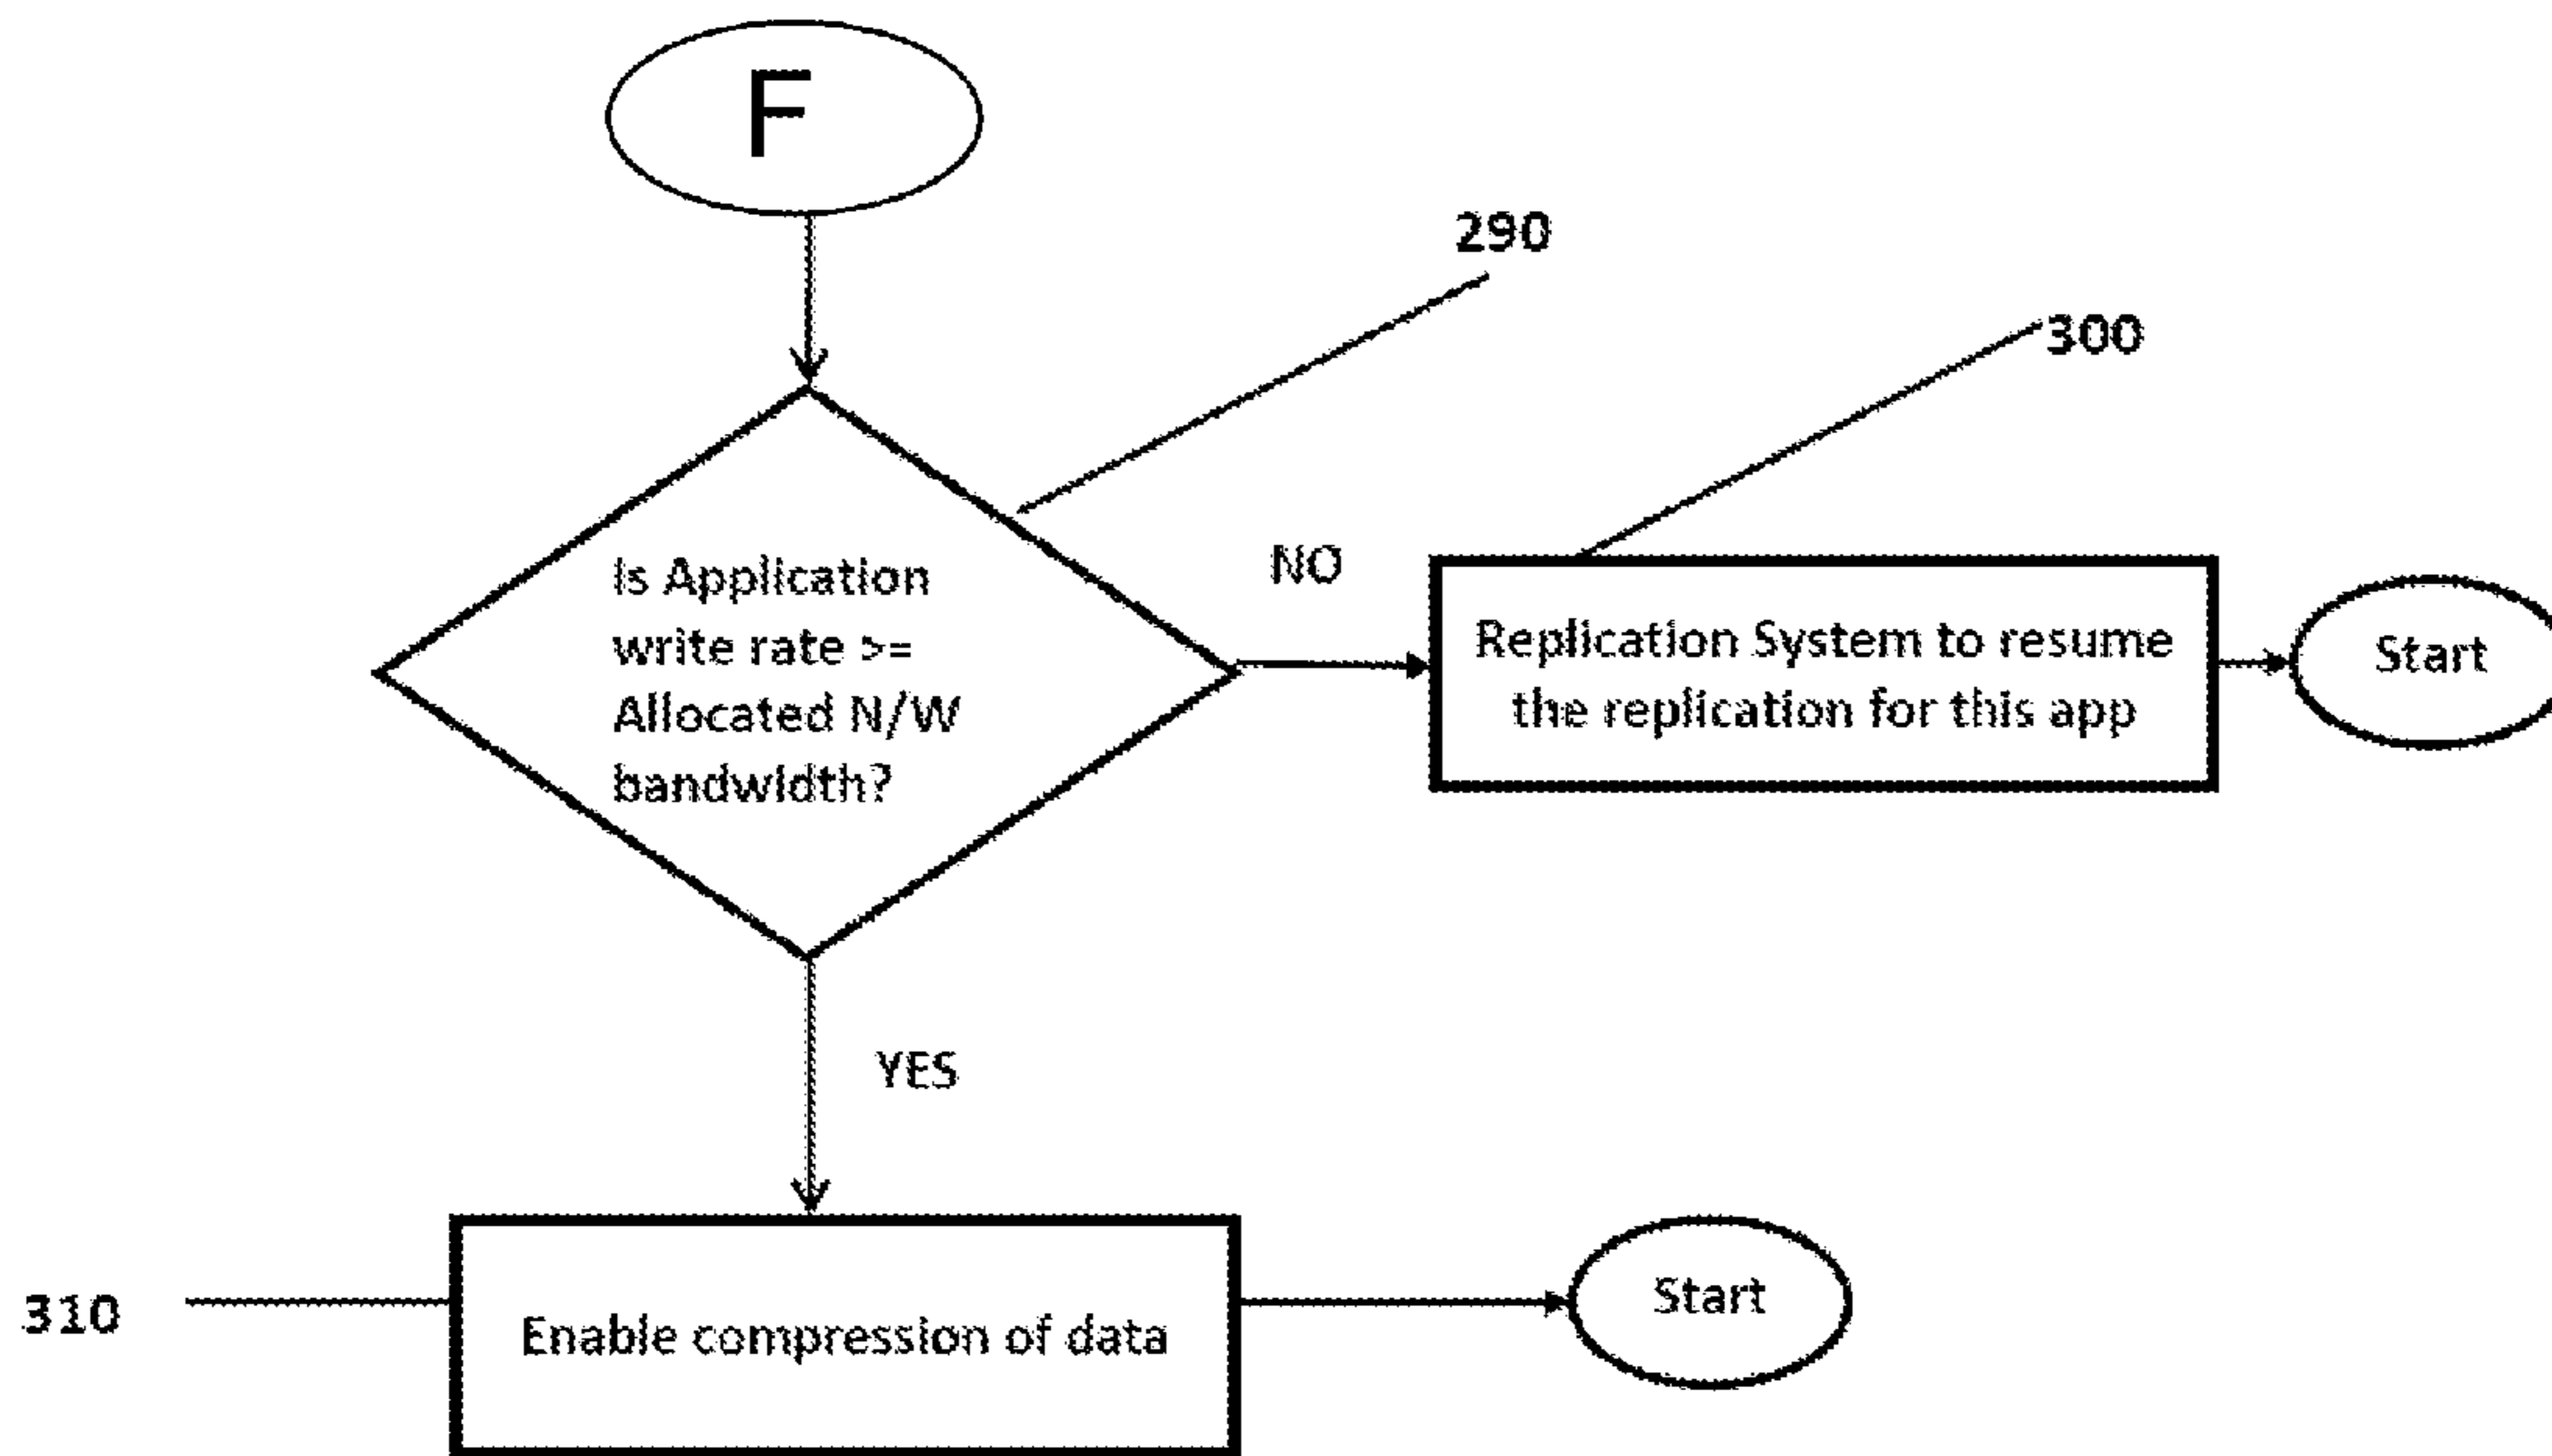 F
290
300
Is Application
write rate >=
Allocated N/W
bandwidth?
NO
Replication System to resume
the replication for this app
Start
YES
310
Enable compression of data
Start